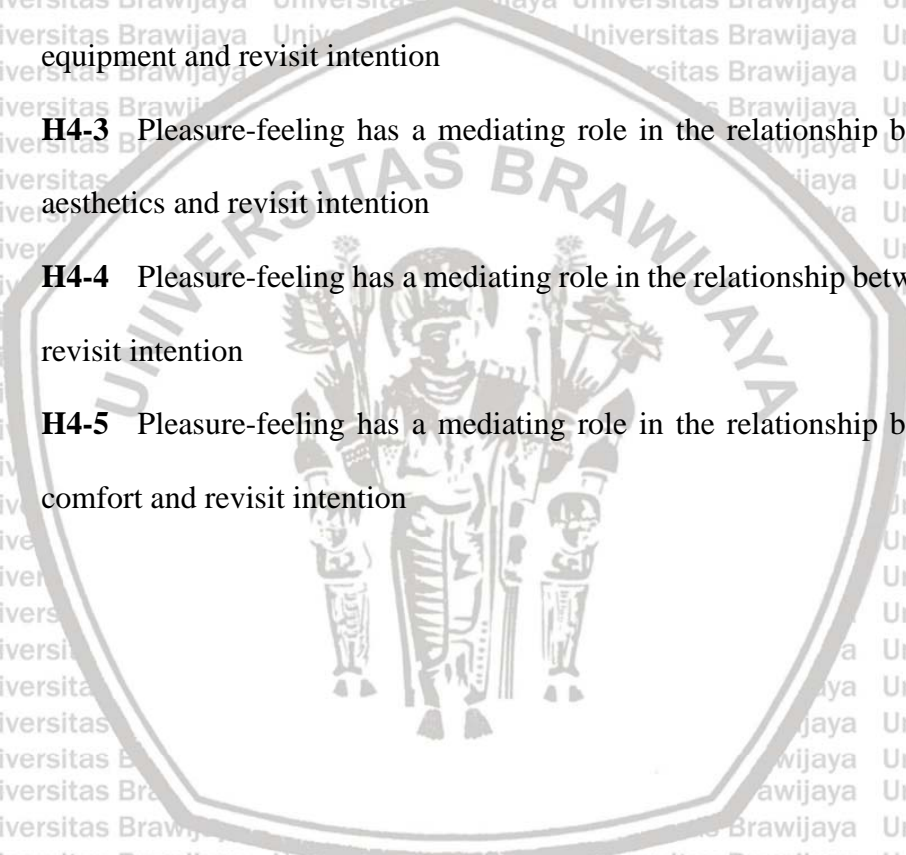 equipment and revisit intention
H4-3 Pleasure-feeling has a mediating role in the relationship
aesthetics and revisit intention
H4-4 Pleasure-feeling has a mediating role in the relationship
revisit intention
H4-5 Pleasure-feeling has a mediating role in the relationship
comfort and revisit intention
UNIVERSITAS BRAWIJAYA